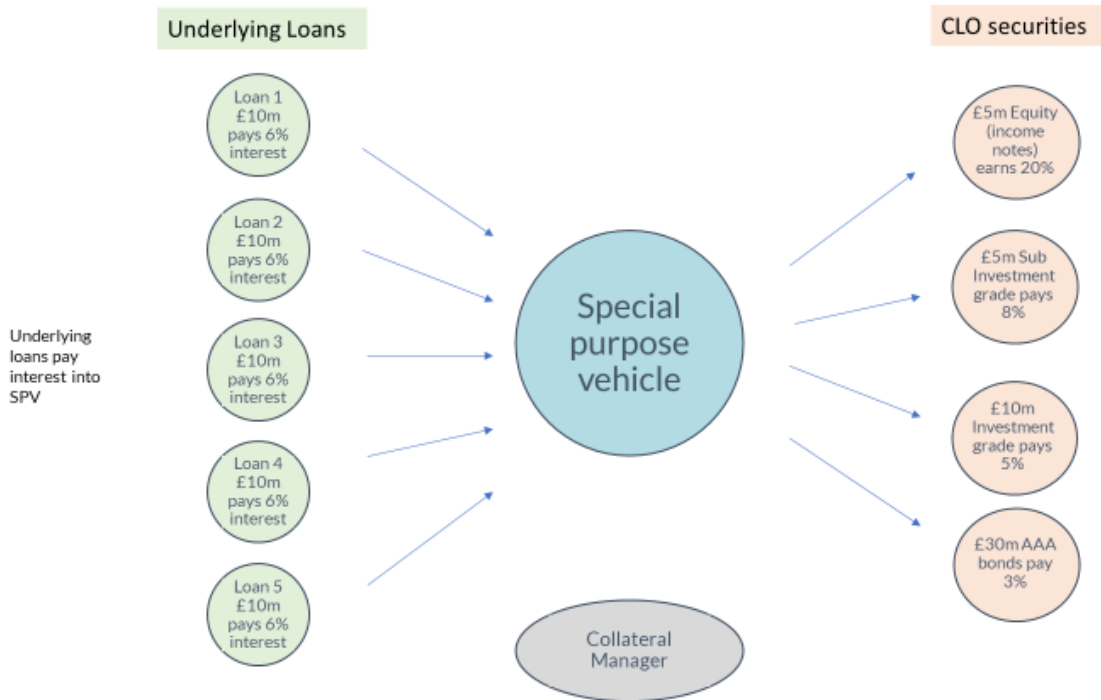 Underlying Loans
CLO securities
Loan 1
£10m
pays 6%
interest
Loan 2
£10m
pays 6%
interest
Loan 3
£10m
pays 6%
interest
Loan 4
£10m
pays 6%
interest
Loan 5
£10m
pays 6%
interest
Underlying
loans pay
interest into
SPV
Special
purpose
vehicle
Collateral
Manager
£5m Equity
(income
notes)
earns 20%
£5m Sub
Investment
grade pays
8%
£10m
Investment
grade pays
5%
£30m AAA
bonds pay
3%